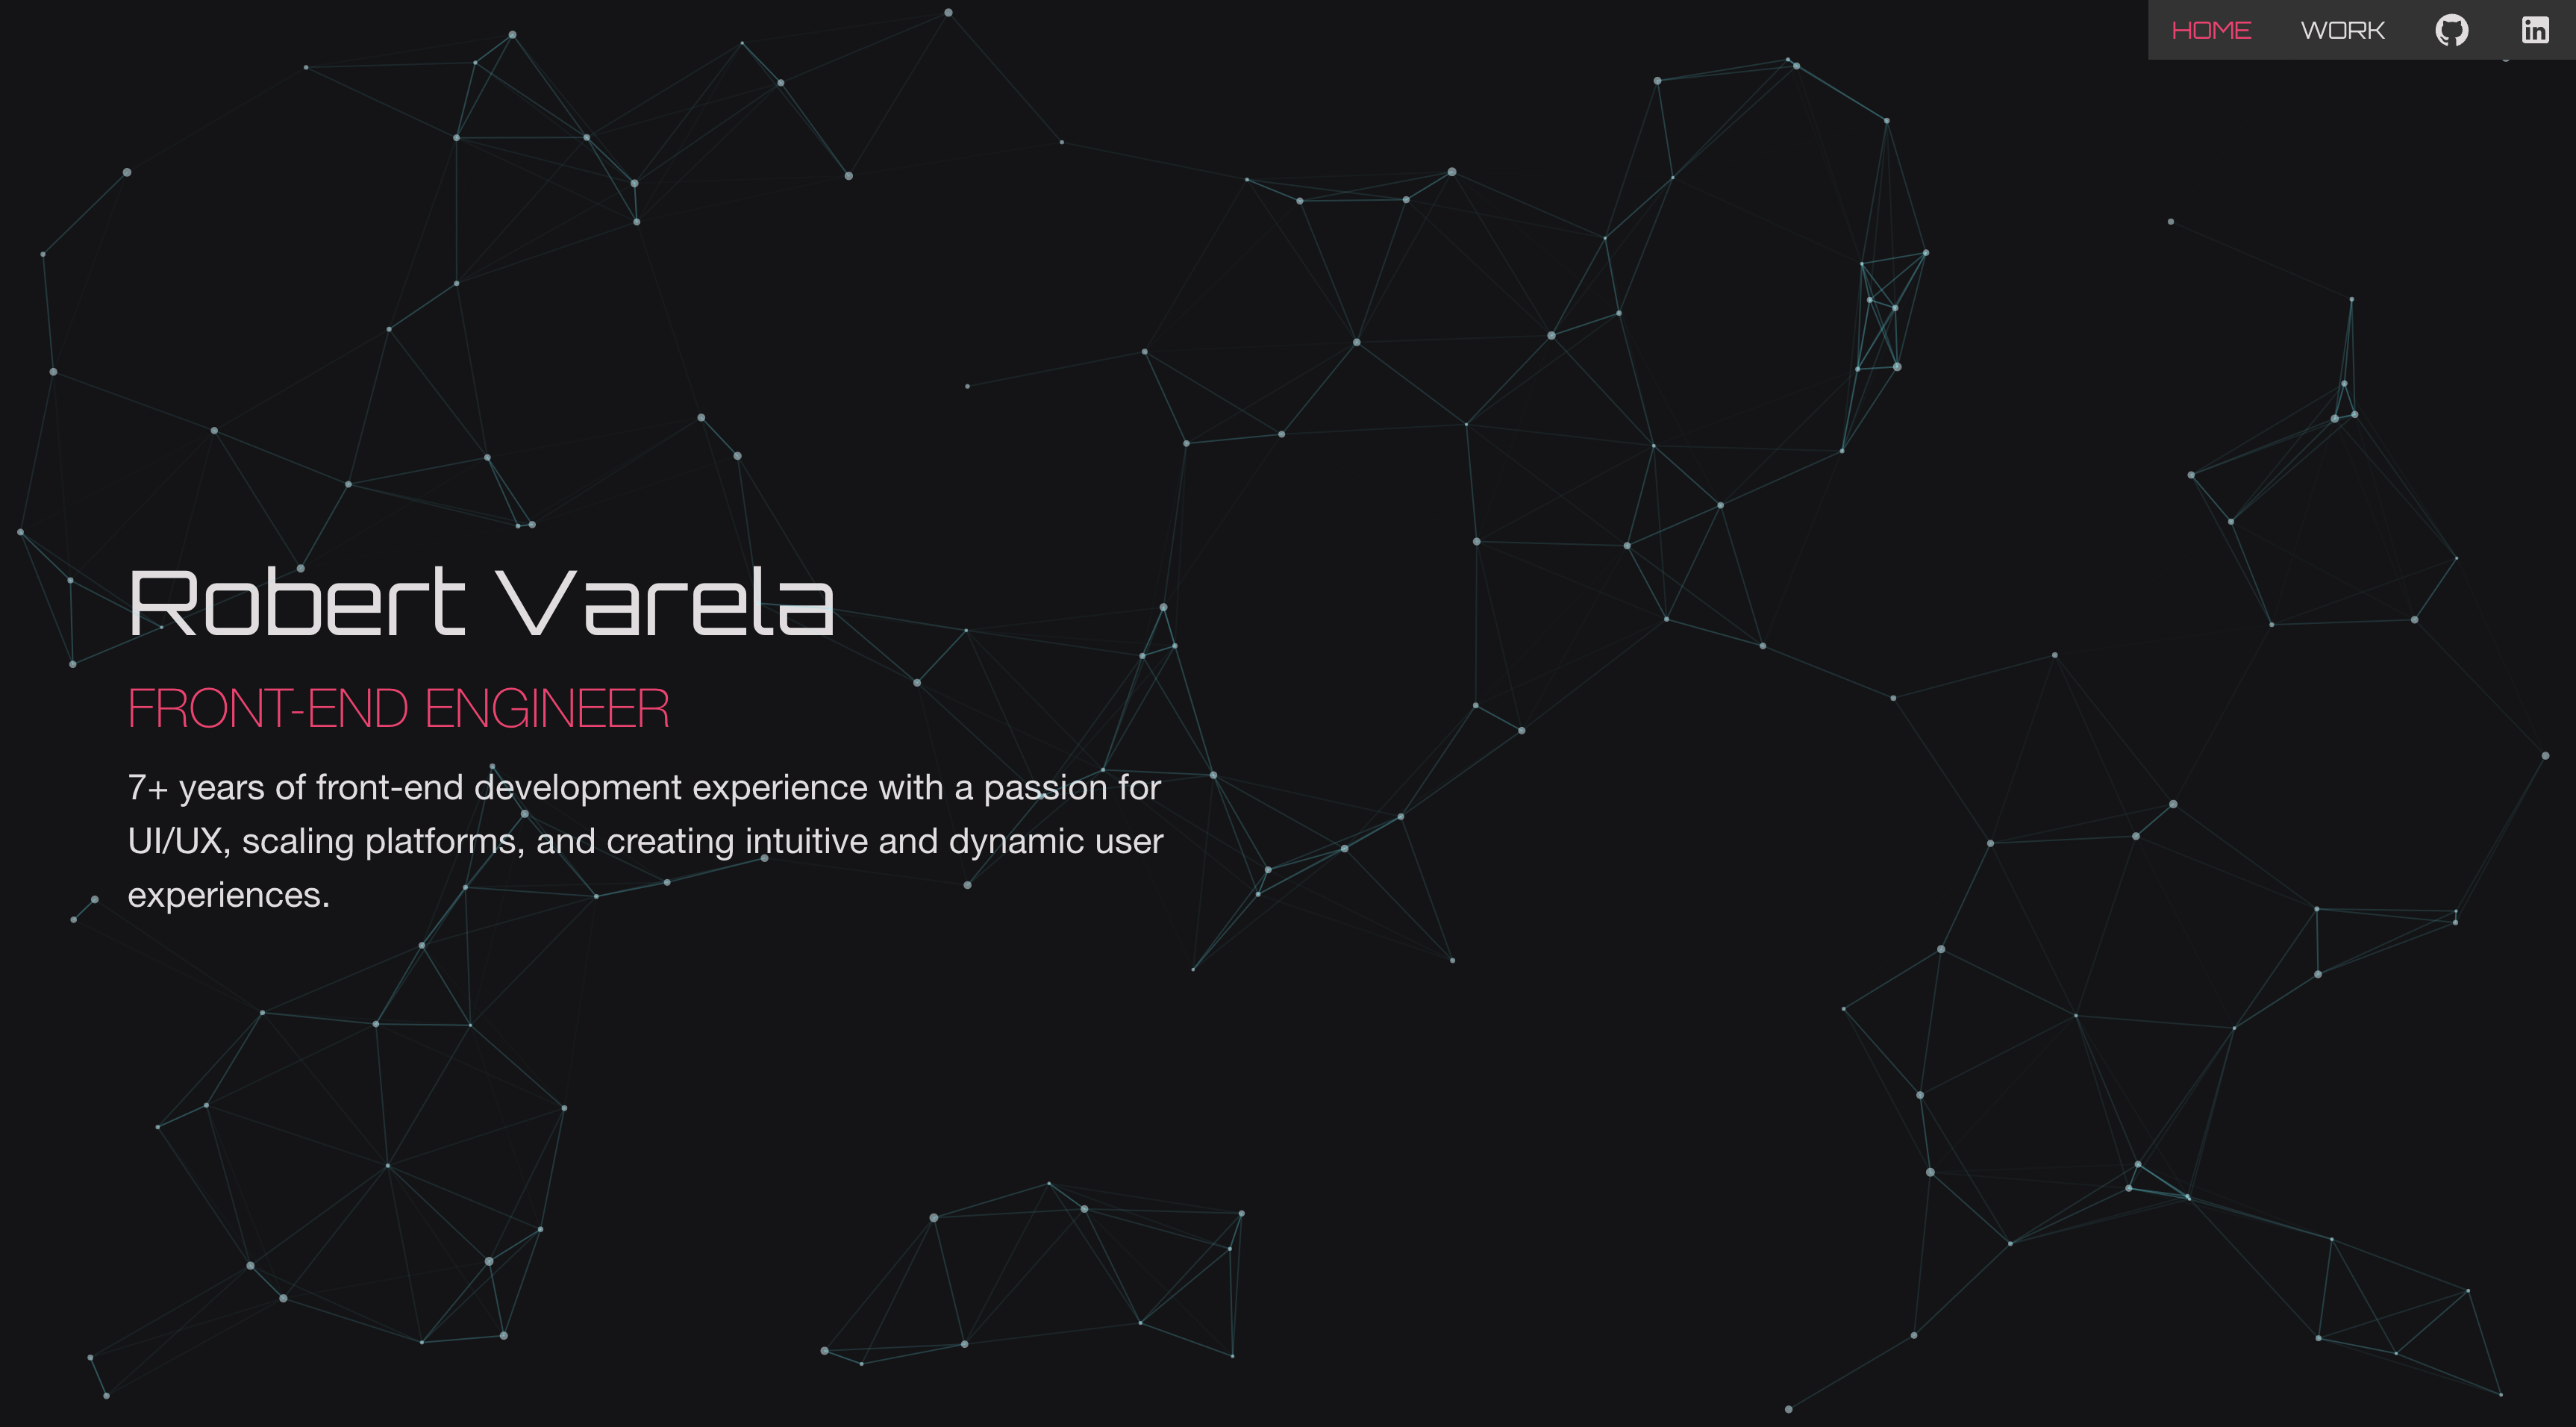 HOME WORK
Robert Varela
FRONT-END ENGINEER
7+ years of front-end development experience with a passion for
UI/UX, scaling platforms, and creating intuitive and dynamic user
experiences.